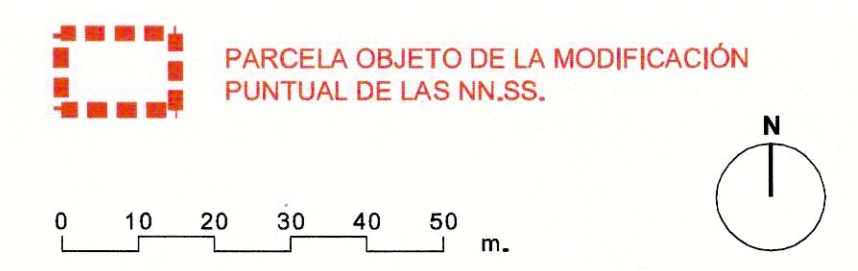 PARCELA OBJETO DE LA MODIFICACIÓN
PUNTUAL DE LAS NN.SS.
N
0 10 20 30 40 50
m.